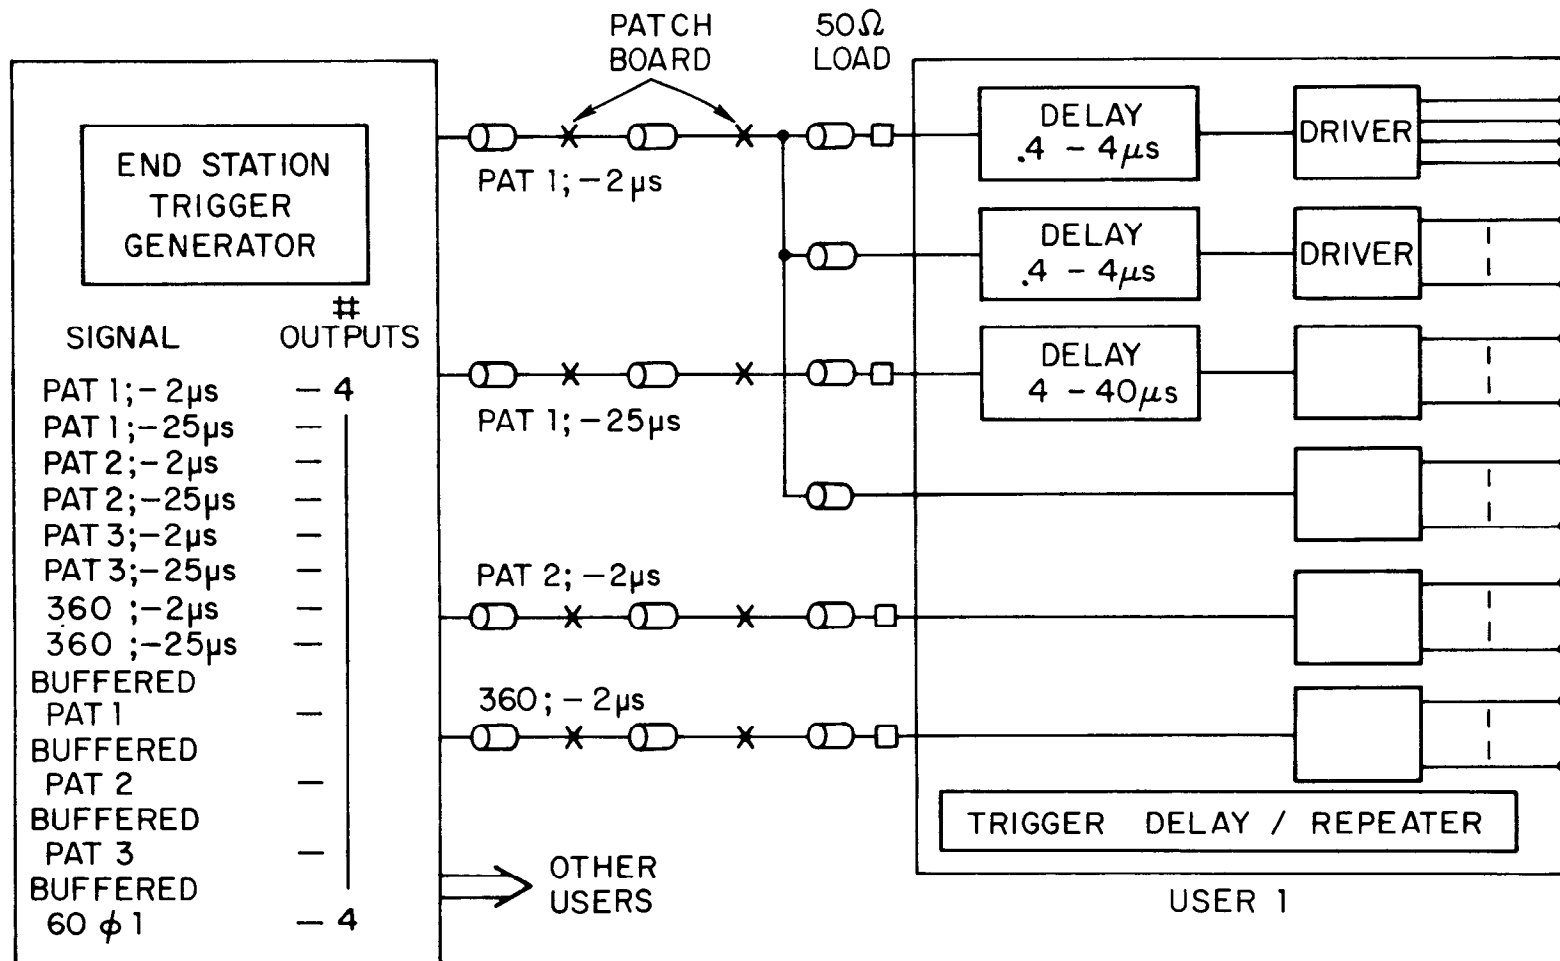 PATCH
BOARD
50Ω
LOAD
END STATION
TRIGGER
GENERATOR
#
SIGNAL OUTPUTS
PAT 1;-2µs - 4
PAT 1;-25µs -
PAT 2;-2µs -
PAT 2;-25µs -
PAT 3;-2µs -
PAT 3;-25µs -
360 ;-2µs -
360 ;-25µs -
BUFFERED
PAT 1 -
BUFFERED
PAT 2 -
BUFFERED
PAT 3 -
BUFFERED
60 ϕ 1 - 4
PAT 1;-2µs
PAT 1;-25µs
PAT 2;-2µs
360;-2µs
OTHER
USERS
DELAY
.4 - 4µs
DRIVER
DELAY
.4 - 4µs
DRIVER
DELAY
4 - 40µs
TRIGGER DELAY / REPEATER
USER 1